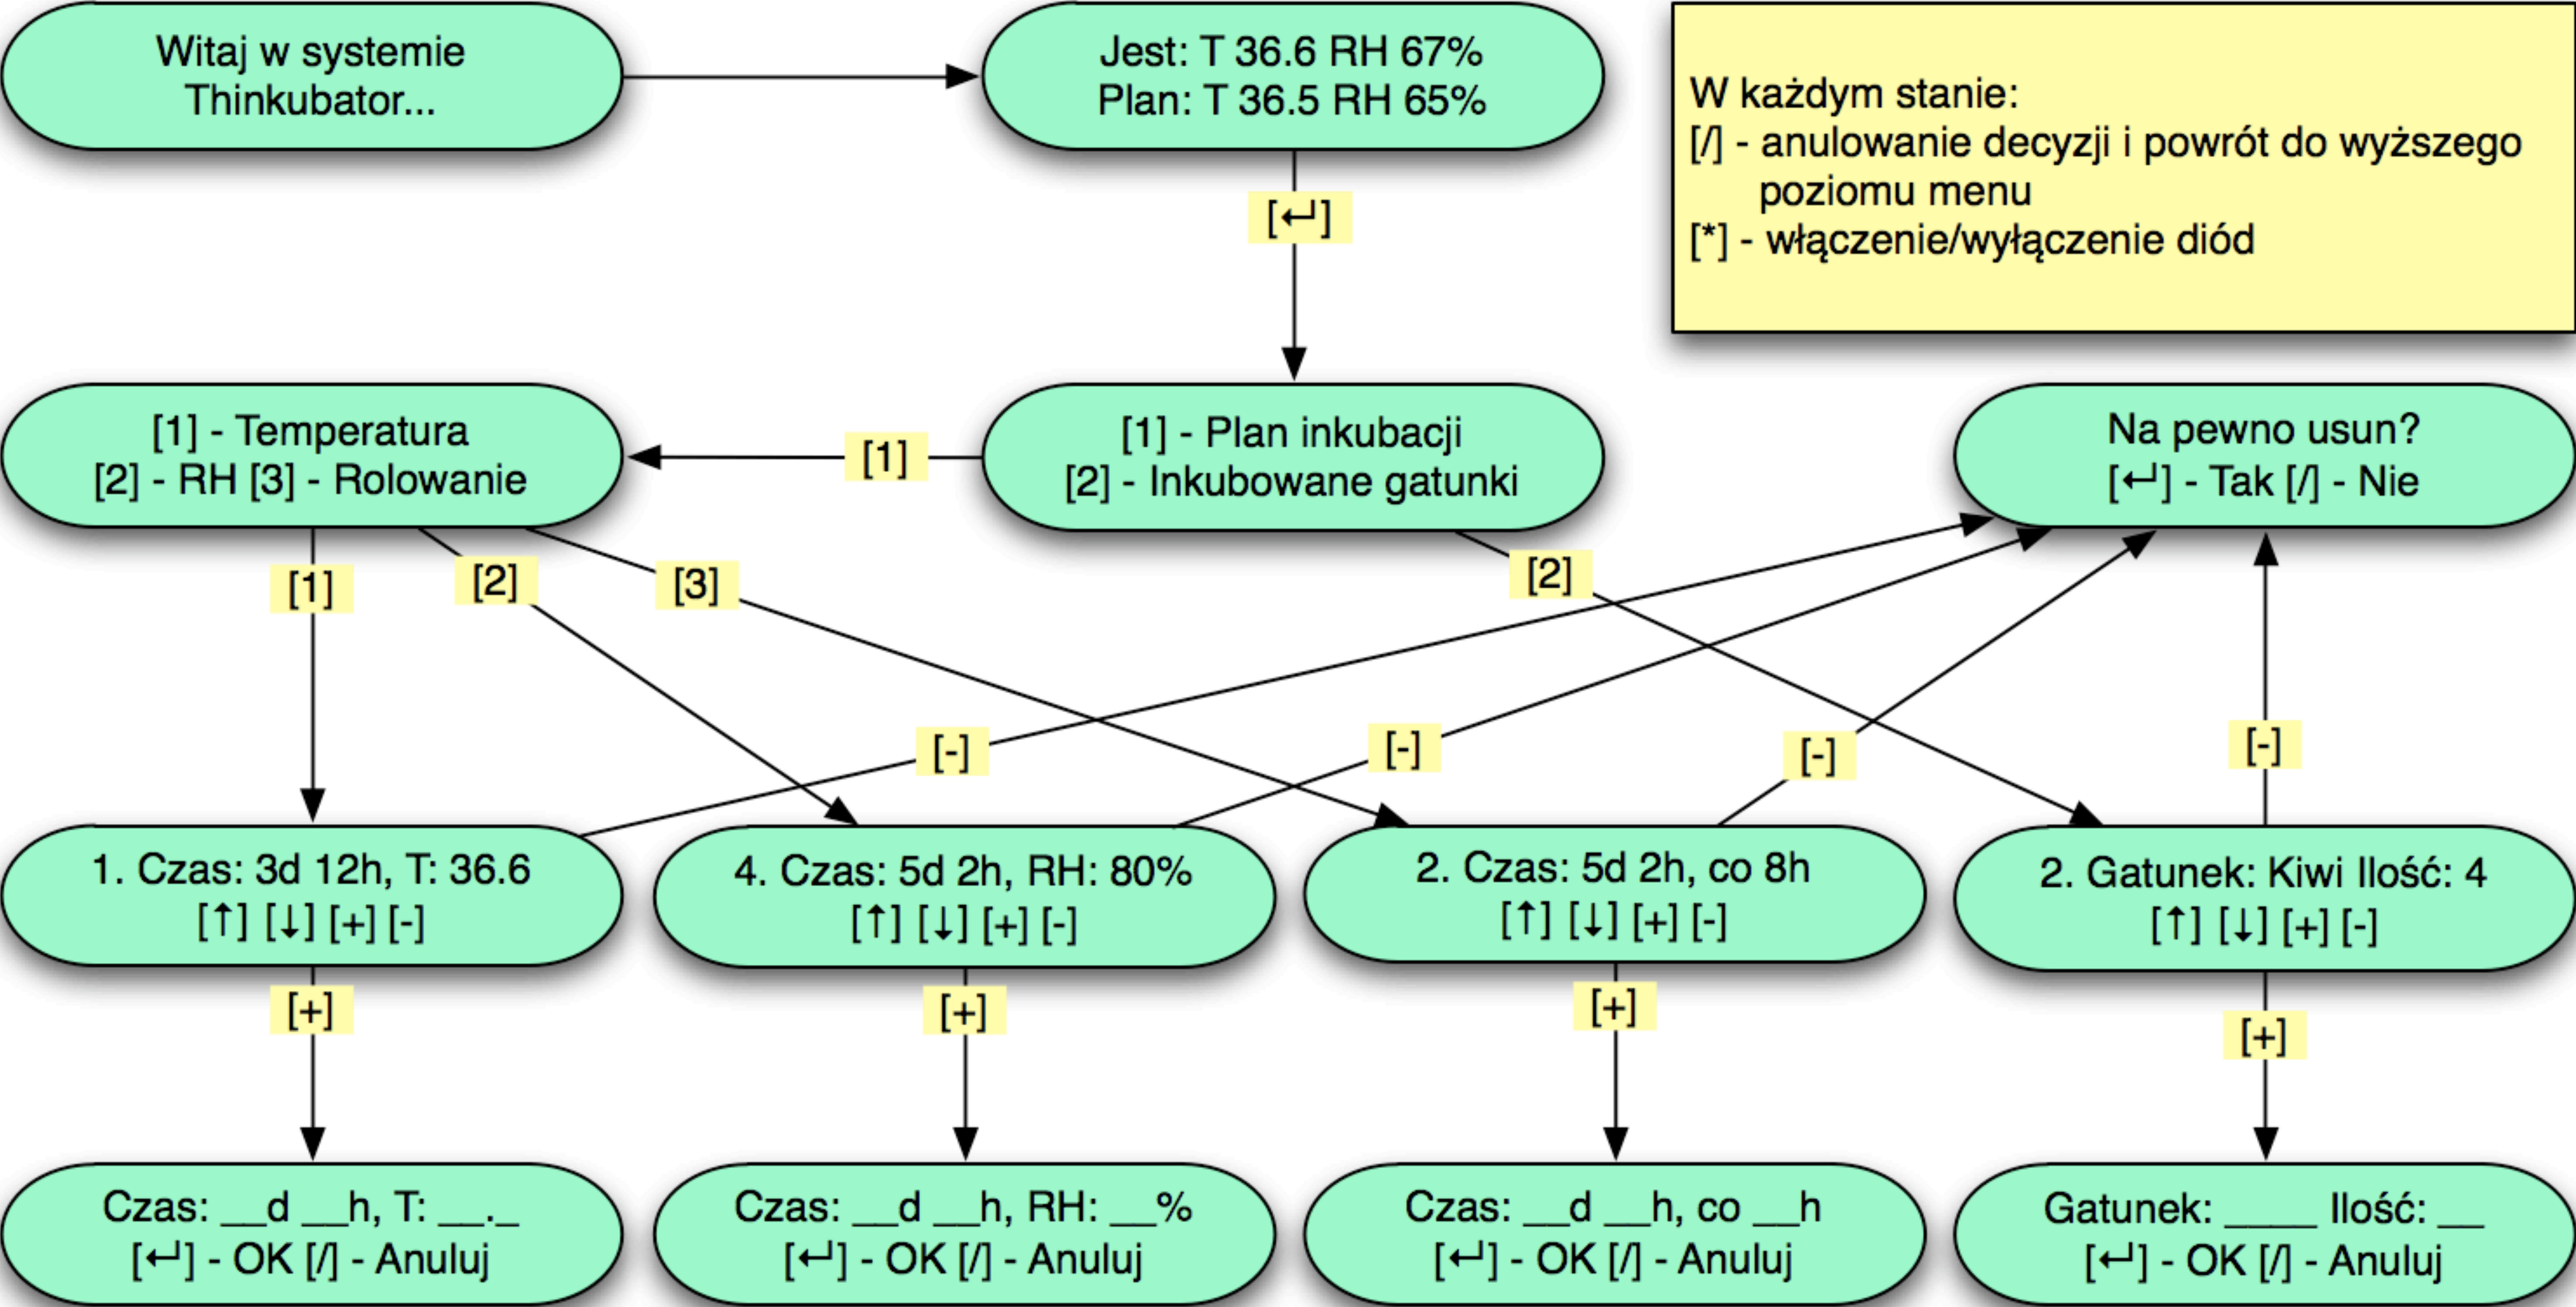 Witaj w systemie
Thinkubator...
Jest: T 36.6 RH 67%
Plan: T 36.5 RH 65%
W każdym stanie:
[/] - anulowanie decyzji i powrót do wyższego
poziomu menu
[*] - włączenie/wyłączenie diód
[↵]
[1] - Temperatura
[2] - RH [3] - Rolowanie
[1]
[1] - Plan inkubacji
[2] - Inkubowane gatunki
Na pewno usun?
[↵] - Tak [/] - Nie
[1]
[2]
[3]
[2]
[-]
[-]
[-]
[-]
1. Czas: 3d 12h, T: 36.6
[↑] [↓] [+] [-]
4. Czas: 5d 2h, RH: 80%
[↑] [↓] [+] [-]
2. Czas: 5d 2h, co 8h
[↑] [↓] [+] [-]
2. Gatunek: Kiwi Ilość: 4
[↑] [↓] [+] [-]
[+]
[+]
[+]
[+]
Czas: __d __h, T: __._
[↵] - OK [/] - Anuluj
Czas: __d __h, RH: __%
[↵] - OK [/] - Anuluj
Czas: __d __h, co __h
[↵] - OK [/] - Anuluj
Gatunek: ____ Ilość: __
[↵] - OK [/] - Anuluj